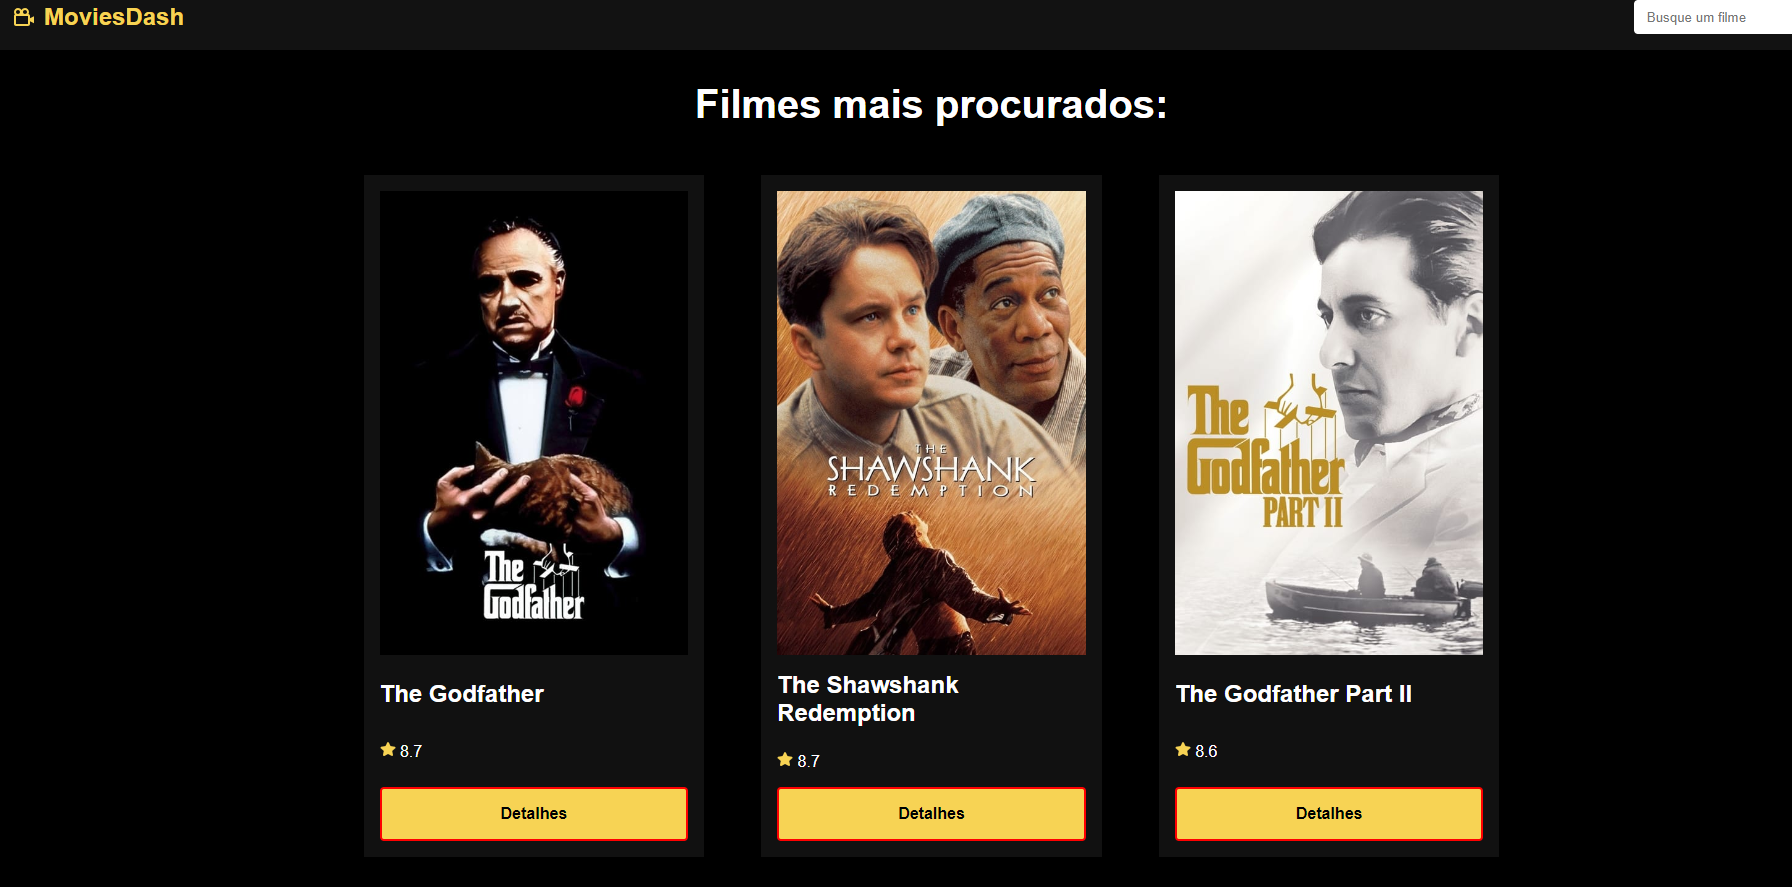 MoviesDash
Busque um filme
Filmes mais procurados:
The
Godfather
THE
SHAWSHANK
REDEMPTION
The
Godfather
PART II
The Godfather
The Shawshank
Redemption
The Godfather Part II
8.7
8.7
8.6
Detalhes
Detalhes
Detalhes